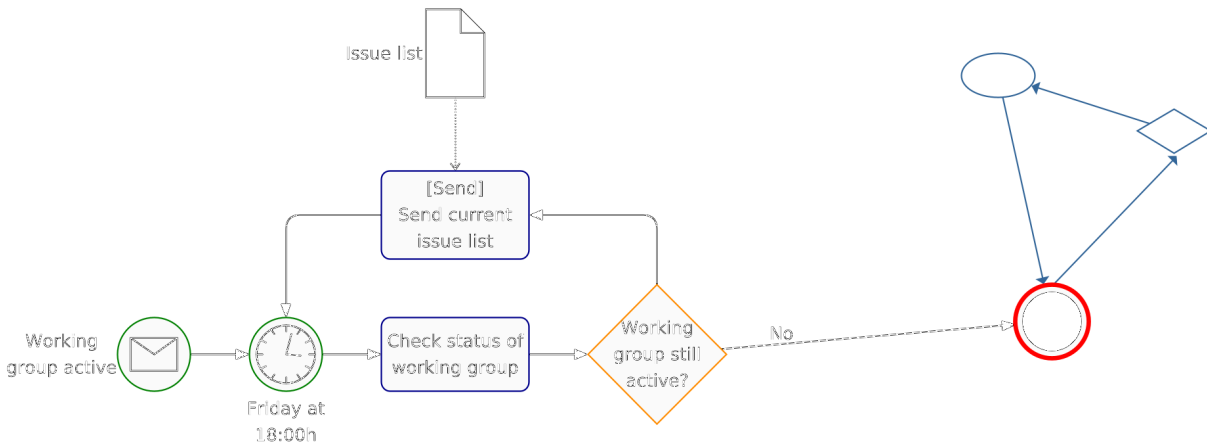 Issue list
[Send]
Send current
issue list
Working
group active
Friday at
18:00h
Check status of
working group
Working
group still
active?
No